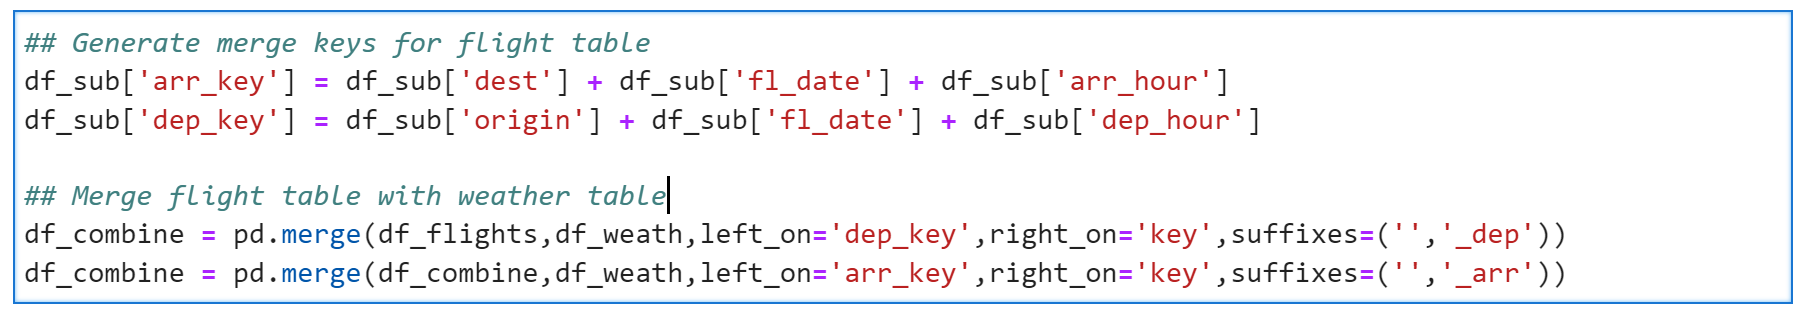 ## Generate merge keys for flight table
df_sub['arr_key'] = df_sub['dest'] + df_sub['fl_date'] + df_sub['arr_hour']
df_sub['dep_key'] = df_sub['origin'] + df_sub['fl_date'] + df_sub['dep_hour']
## Merge flight table with weather table
df_combine = pd.merge(df_flights,df_weath,left_on='dep_key',right_on='key',suffixes=('','_dep'))
df_combine = pd.merge(df_combine,df_weath,left_on='arr_key',right_on='key',suffixes=('','_arr'))